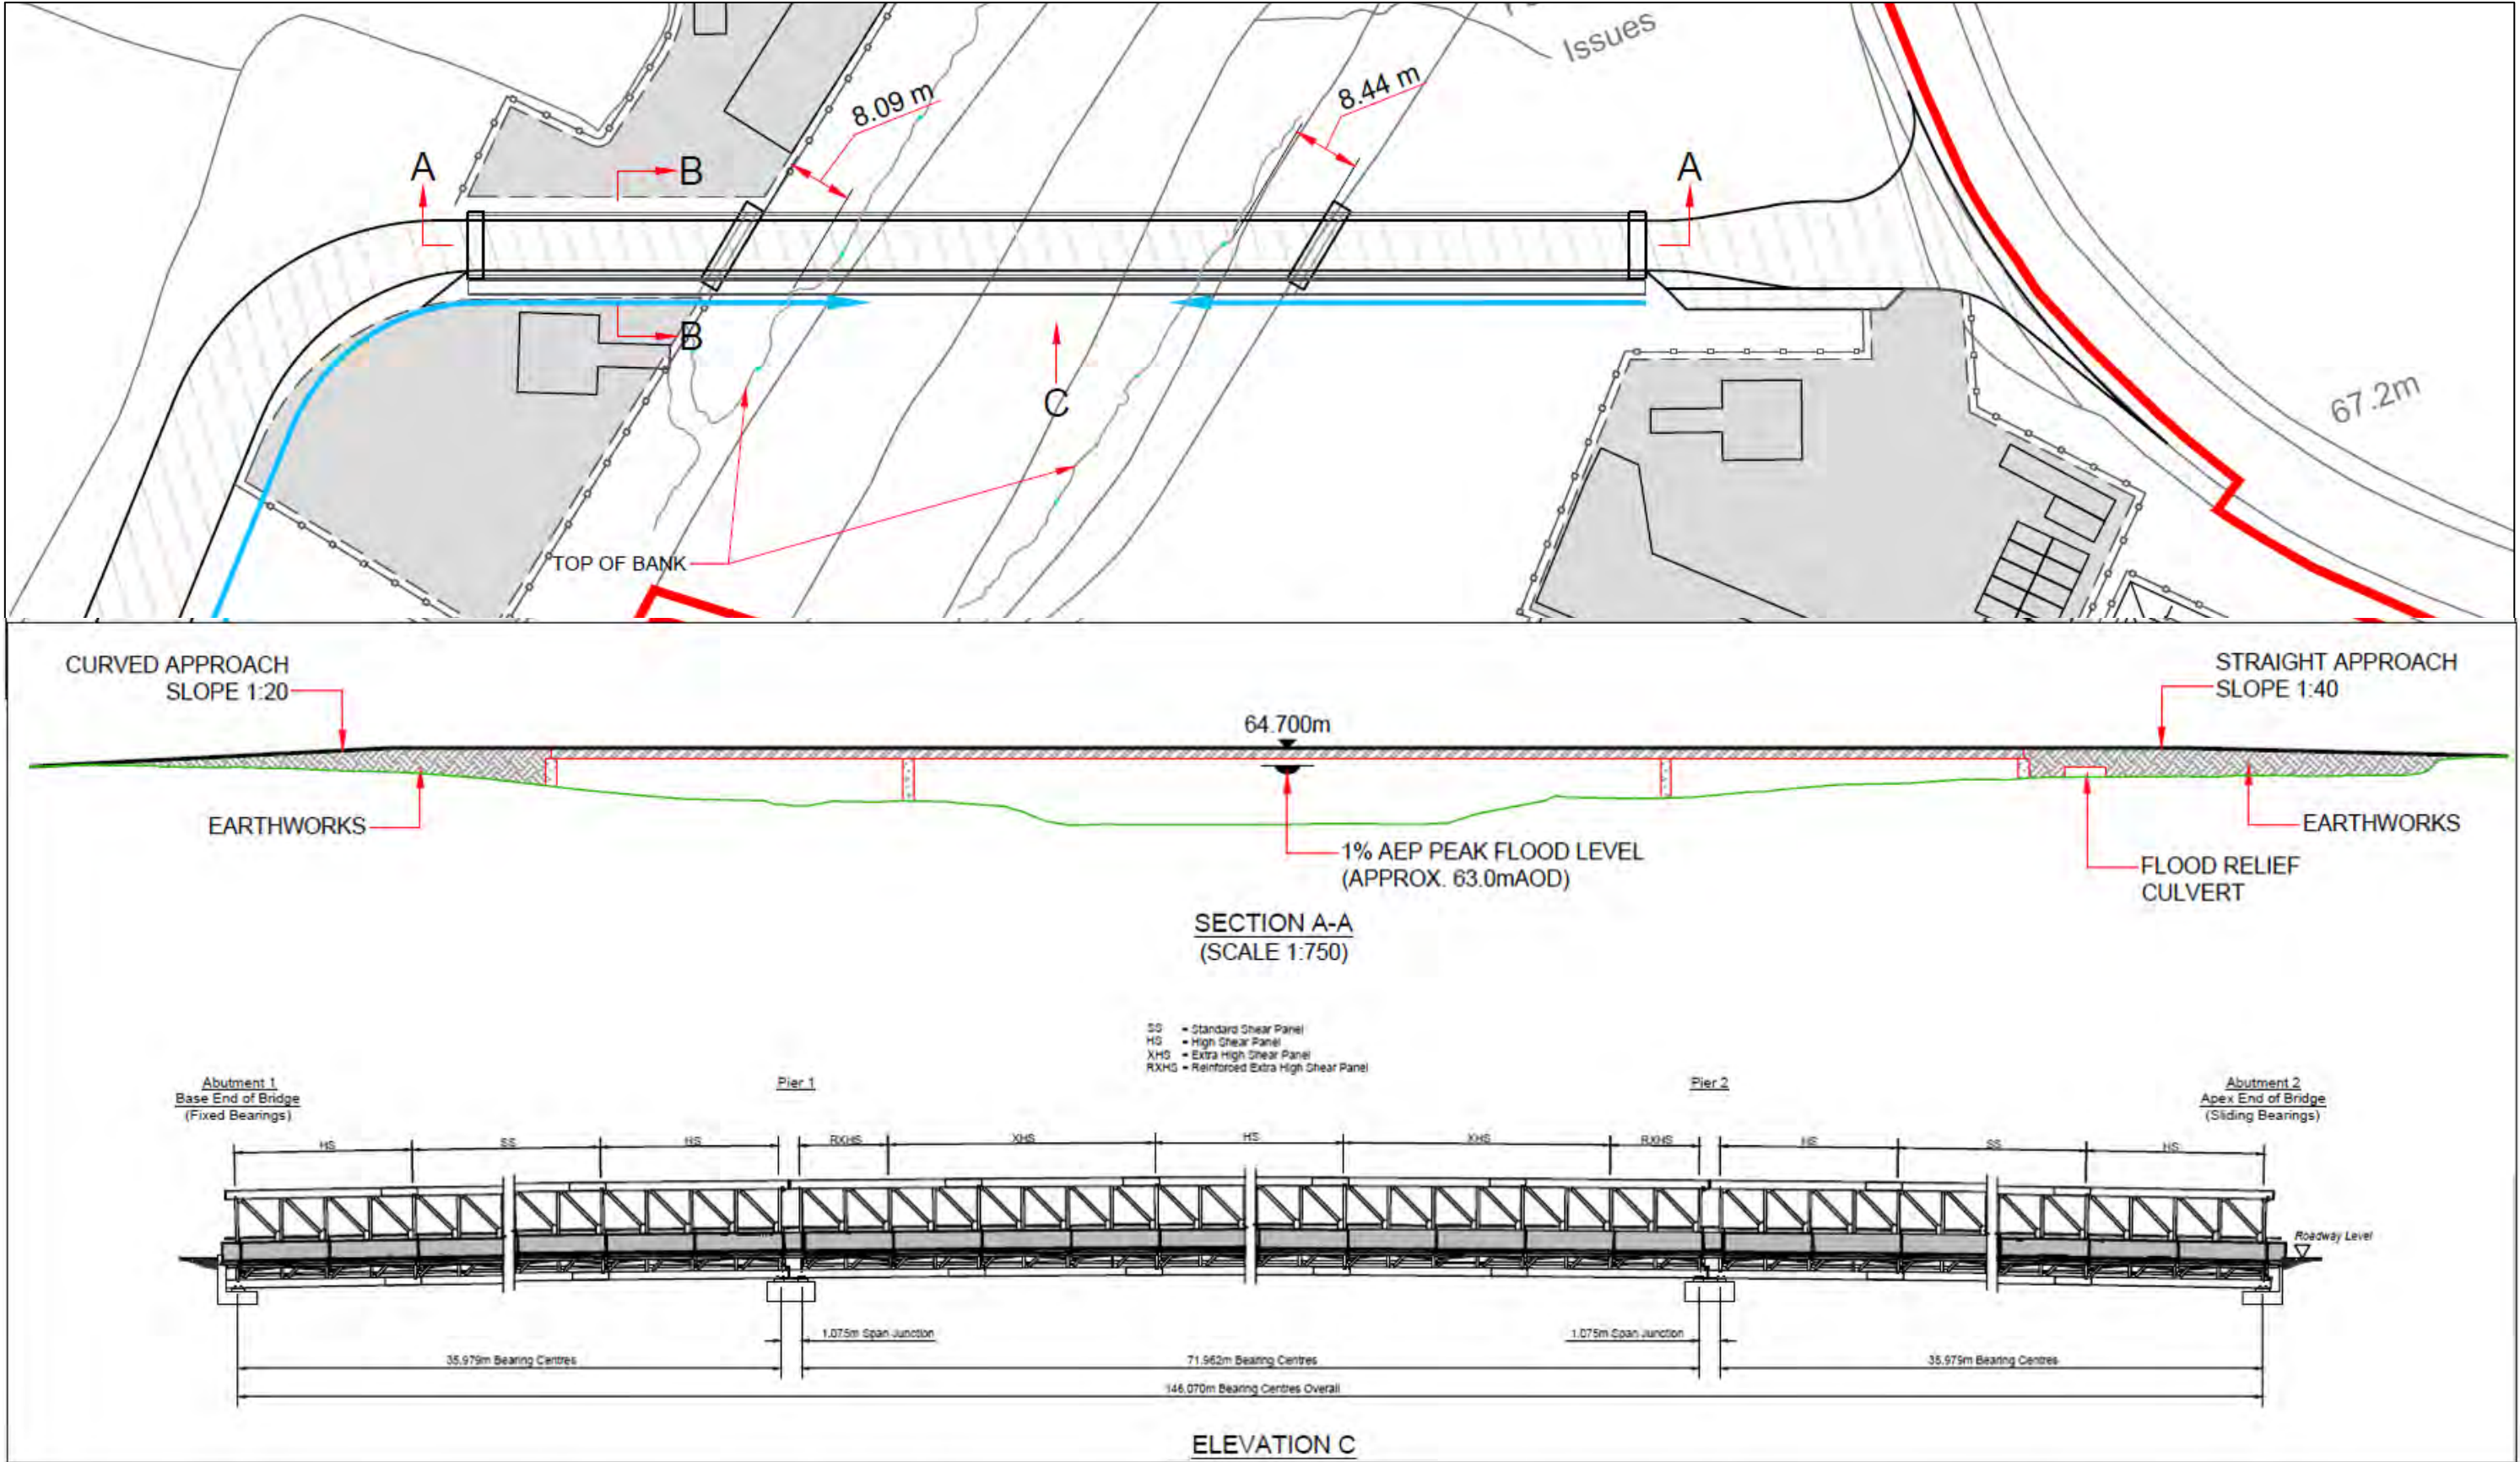 Issues
8.09 m
8.44 m
A
B
A
B
C
67.2m
TOP OF BANK
CURVED APPROACH
SLOPE 1:20
STRAIGHT APPROACH
SLOPE 1:40
64.700m
EARTHWORKS
1% AEP PEAK FLOOD LEVEL
(APPROX. 63.0mAOD)
EARTHWORKS
FLOOD RELIEF
CULVERT
SECTION A-A
(SCALE 1:750)
SS = Standard Shear Panel
HS = High Shear Panel
XHS = Extra High Shear Panel
RXHS = Reinforced Extra High Shear Panel
Abutment 1
Base End of Bridge
(Fixed Bearings)
Pier 1
Pier 2
Abutment 2
Apex End of Bridge
(Sliding Bearings)
HS SS HS RXHS XHS HS XHS RXHS HS SS HS
Roadway Level
1.075m Span Junction
1.075m Span Junction
35.979m Bearing Centres
71.962m Bearing Centres
35.979m Bearing Centres
146.070m Bearing Centres Overall
ELEVATION C